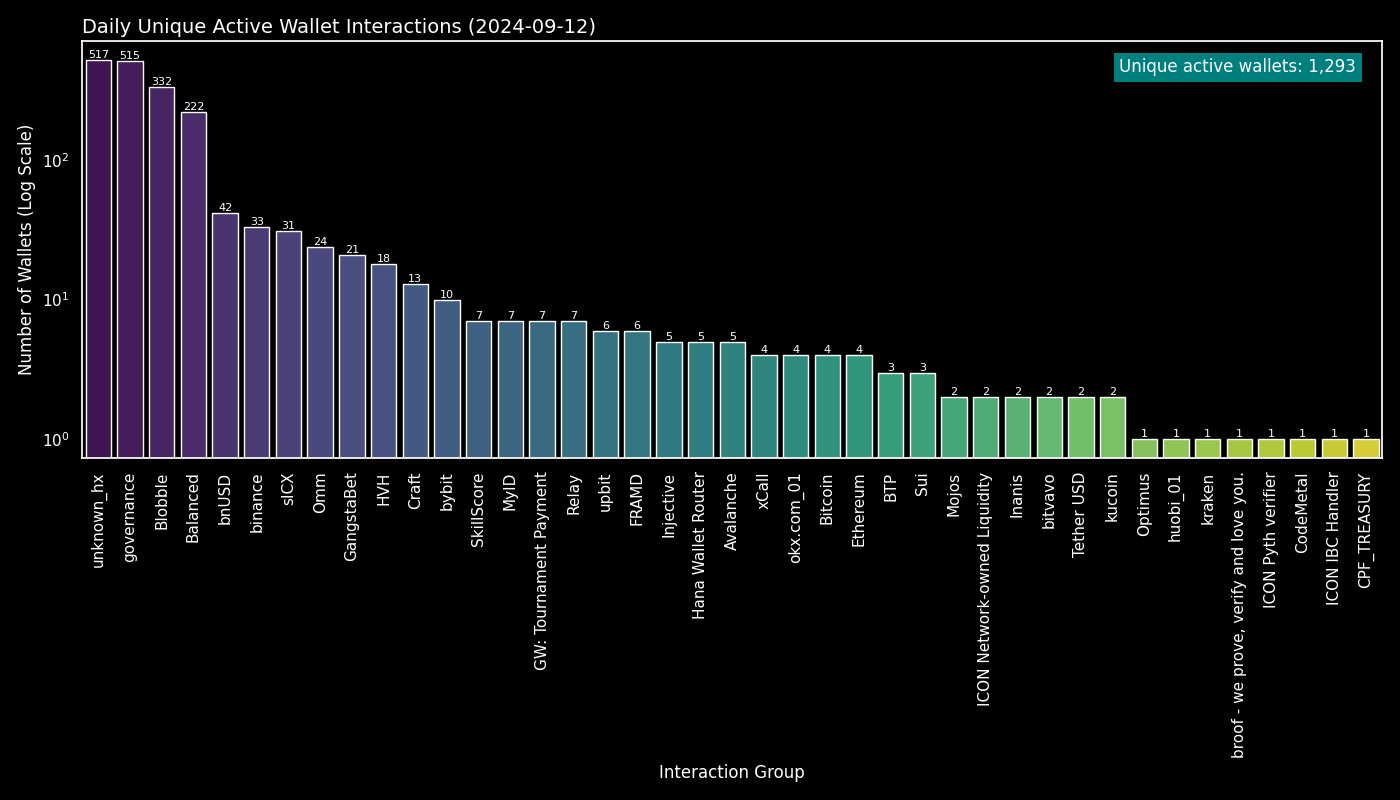 Daily Unique Active Wallet Interactions (2024-09-12)
Unique active wallets: 1,293
Number of Wallets (Log Scale)
10²
10¹
10⁰
517
515
332
222
42
33
31
24
21
18
13
10
7
7
7
7
6
6
5
5
5
4
4
4
4
3
3
2
2
2
2
2
2
1
1
1
1
1
1
1
1
unknown_hx
governance
Blobble
Balanced
bnUSD
binance
sICX
Omm
GangstaBet
HVH
Craft
bybit
SkillScore
MyID
GW: Tournament Payment
Relay
upbit
FRAMD
Injective
Hana Wallet Router
Avalanche
xCall
okx.com_01
Bitcoin
Ethereum
BTP
Sui
Mojos
ICON Network-owned Liquidity
Inanis
bitvavo
Tether USD
kucoin
Optimus
huobi_01
kraken
broof - we prove, verify and love you.
ICON Pyth verifier
CodeMetal
ICON IBC Handler
CPF_TREASURY
Interaction Group